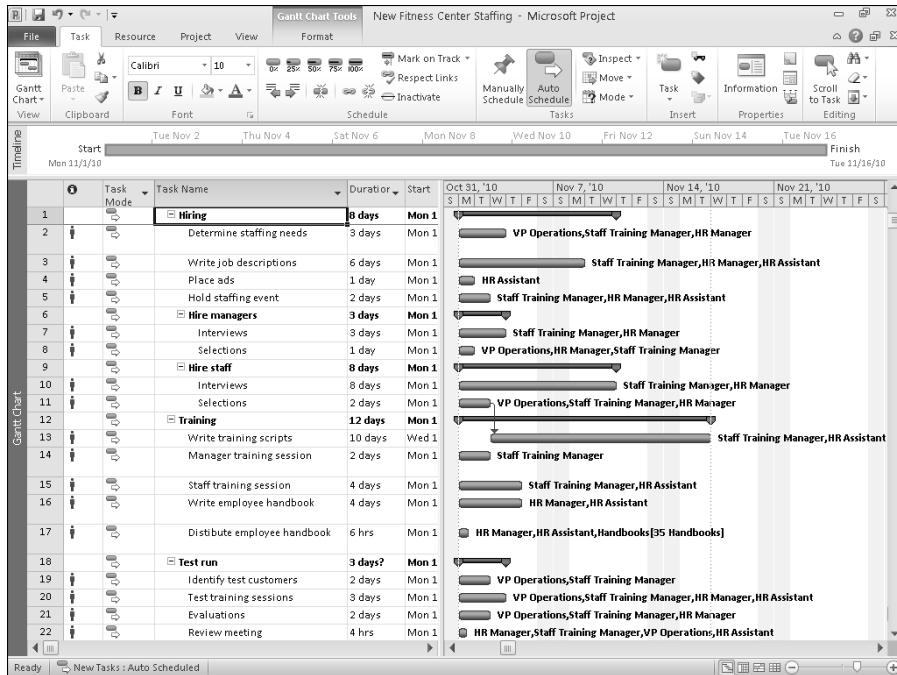 Gantt Chart Tools New Fitness Center Staffing - Microsoft Project
File Task Resource Project View Format
Gantt Chart
View
Paste
Clipboard
Calibri 10
B I U A
Font
0% 25% 50% 75% 100%
Mark on Track
Respect Links
Inactivate
Schedule
Manually Schedule
Auto Schedule
Inspect
Move
Mode
Tasks
Task
Insert
Information
Properties
Scroll to Task
Editing
Timeline
Tue Nov 2 Thu Nov 4 Sat Nov 6 Mon Nov 8 Wed Nov 10 Fri Nov 12 Sun Nov 14 Tue Nov 16
Start Finish
Mon 11/1/10 Tue 11/16/10
Task Mode Task Name Duration Start Oct 31, '10 Nov 7, '10 Nov 14, '10 Nov 21, '10
S M T W T F S S M T W T F S S M T W T F S S M T W T F S
1 Hiring 8 days Mon 1
2 Determine staffing needs 3 days Mon 1 VP Operations,Staff Training Manager,HR Manager
3 Write job descriptions 6 days Mon 1 Staff Training Manager,HR Manager,HR Assistant
4 Place ads 1 day Mon 1 HR Assistant
5 Hold staffing event 2 days Mon 1 Staff Training Manager,HR Manager,HR Assistant
6 Hire managers 3 days Mon 1
7 Interviews 3 days Mon 1 Staff Training Manager,HR Manager
8 Selections 1 day Mon 1 VP Operations,HR Manager,Staff Training Manager
9 Hire staff 8 days Mon 1
10 Interviews 8 days Mon 1 Staff Training Manager,HR Manager
11 Selections 2 days Mon 1 VP Operations,Staff Training Manager,HR Manager
12 Training 12 days Mon 1
13 Write training scripts 10 days Wed 1 Staff Training Manager,HR Assistant
14 Manager training session 2 days Mon 1 Staff Training Manager
15 Staff training session 4 days Mon 1 Staff Training Manager,HR Assistant
16 Write employee handbook 4 days Mon 1 HR Manager,HR Assistant
17 Distibute employee handbook 6 hrs Mon 1 HR Manager,HR Assistant,Handbooks[35 Handbooks]
18 Test run 3 days? Mon 1
19 Identify test customers 2 days Mon 1 VP Operations,Staff Training Manager
20 Test training sessions 3 days Mon 1 VP Operations,Staff Training Manager,HR Manager,HR Assistant
21 Evaluations 2 days Mon 1 VP Operations,Staff Training Manager,HR Manager
22 Review meeting 4 hrs Mon 1 HR Manager,Staff Training Manager,VP Operations,HR Assistant
Gantt Chart
Ready New Tasks : Auto Scheduled